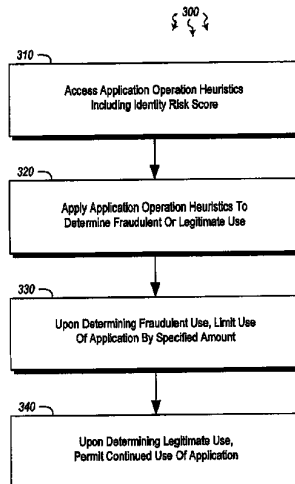 300
310
Access Application Operation Heuristics
Including Identity Risk Score
320
Apply Application Operation Heuristics To
Determine Fraudulent Or Legitimate Use
330
Upon Determining Fraudulent Use, Limit Use
Of Application By Specified Amount
340
Upon Determining Legitimate Use,
Permit Continued Use of Application